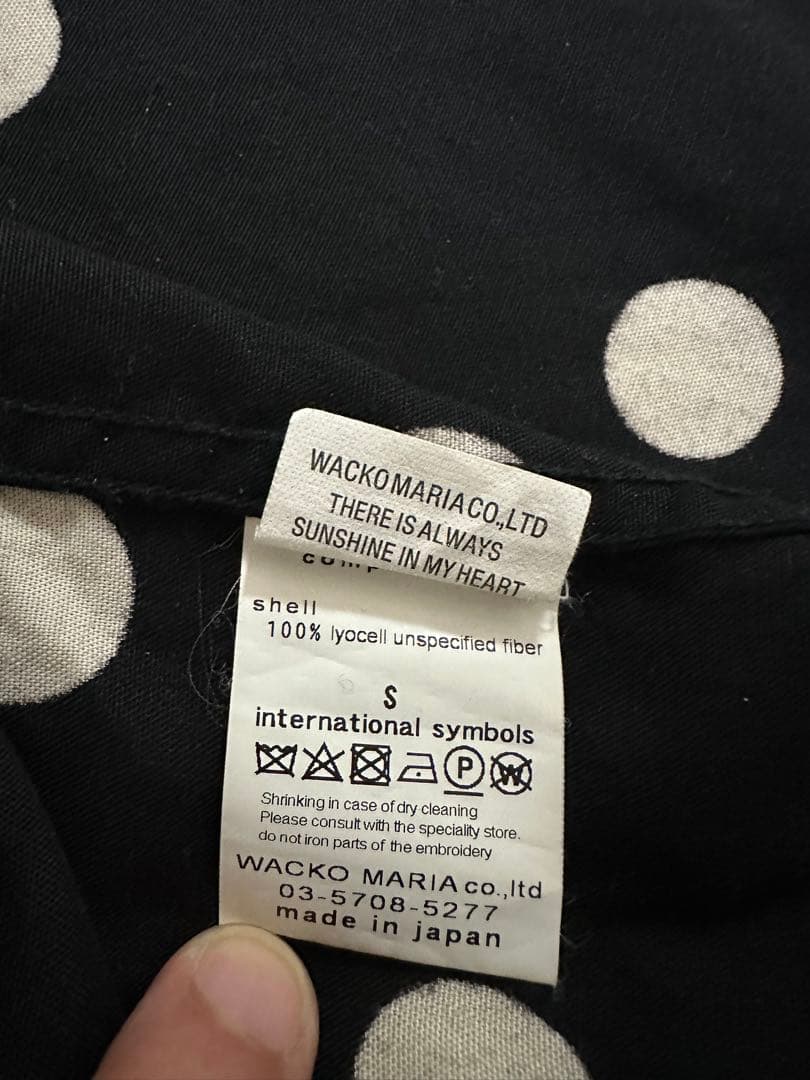 WACKO MARIA CO.,LTD
THERE IS ALWAYS
SUNSHINE IN MY HEART
shell
100% lyocell unspecified fiber
S
international symbols
P W
Shrinking in case of dry cleaning
Please consult with the speciality store.
do not iron parts of the embroidery
WACKO MARIA co.,ltd
03-5708-5277
made in japan